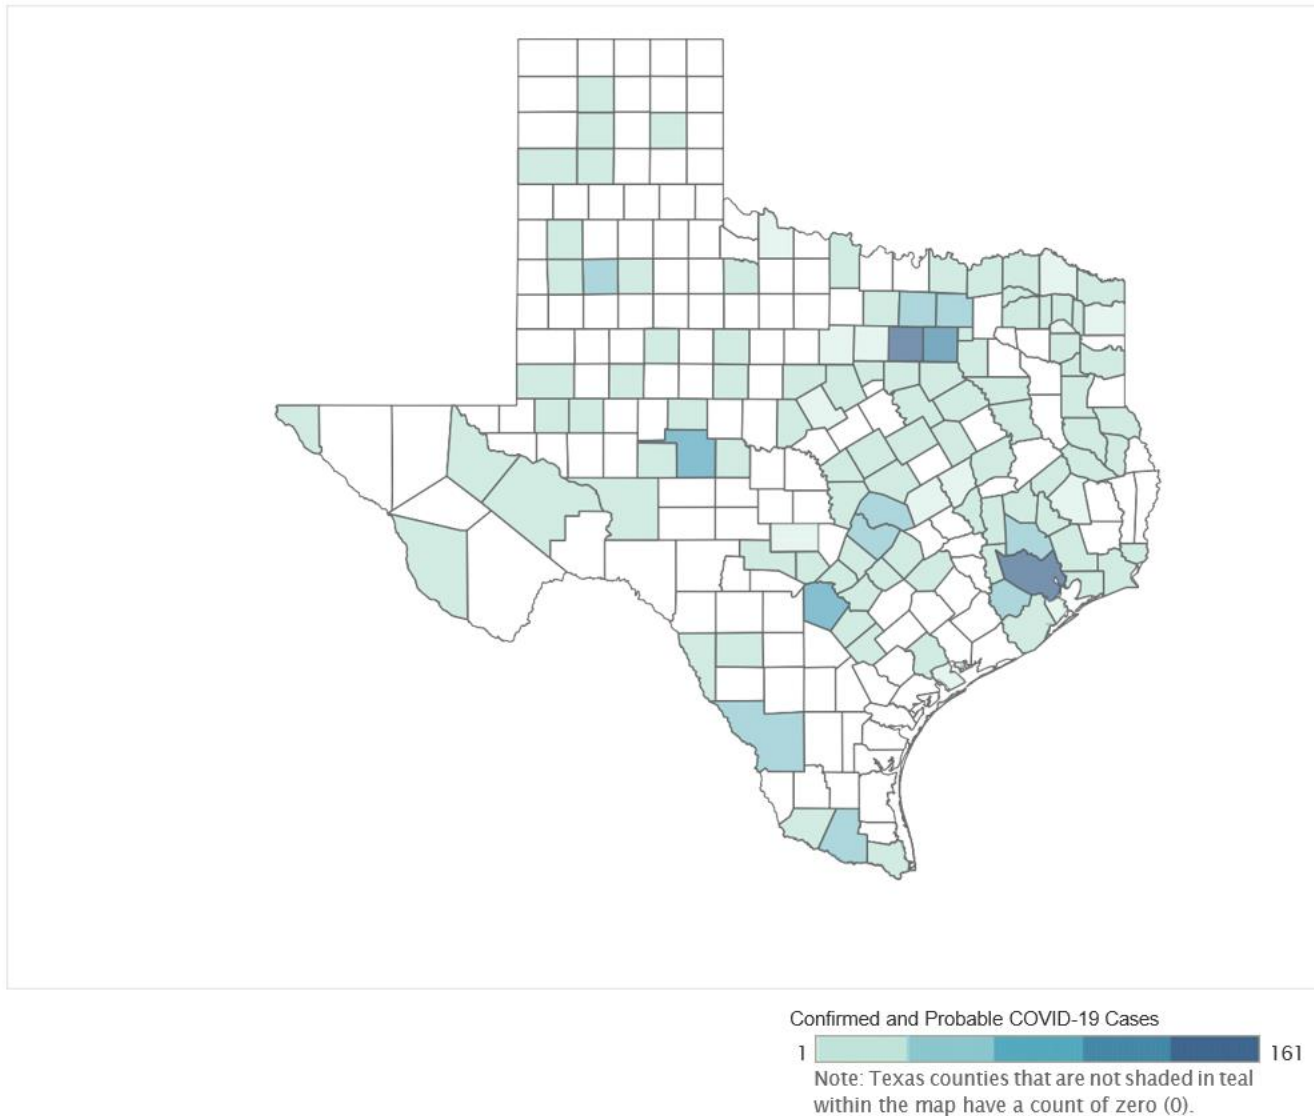 Confirmed and Probable COVID-19 Cases
1 161
Note: Texas counties that are not shaded in teal
within the map have a count of zero (0).